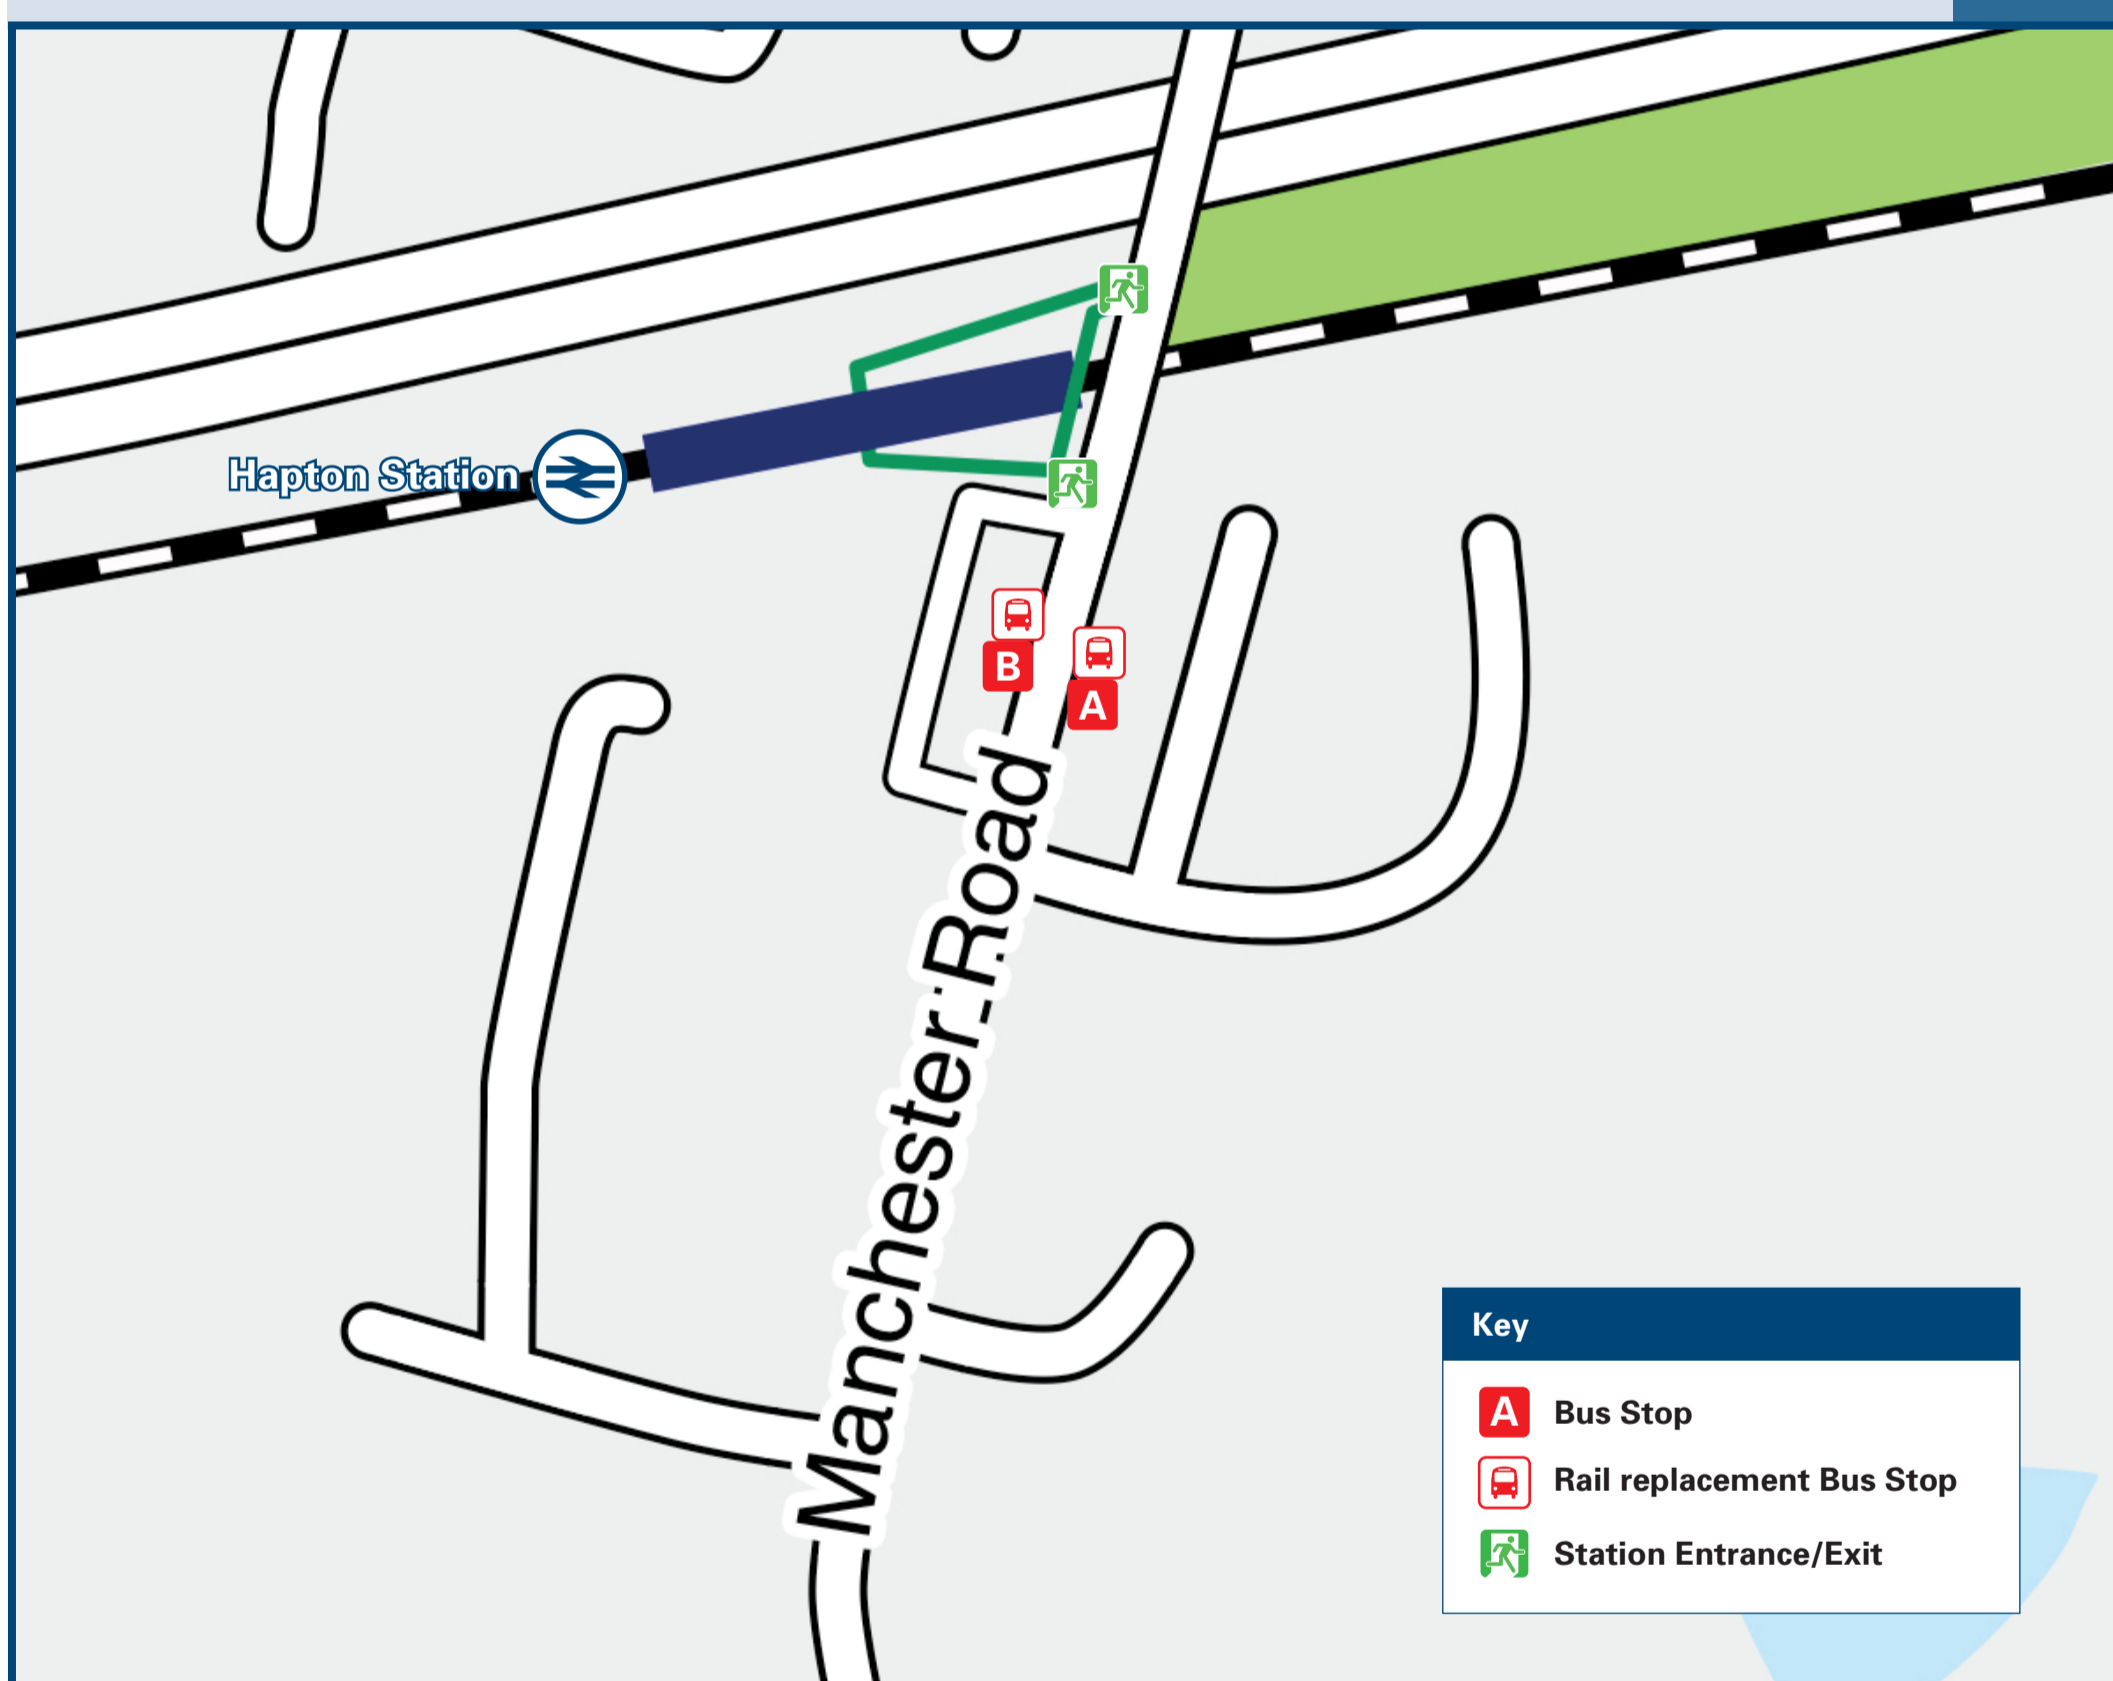 Hapton Station
B
A
Manchester Road
Key
A Bus Stop
Rail replacement Bus Stop
Station Entrance/Exit